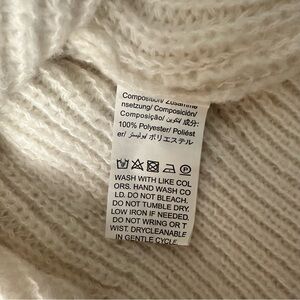 Composition/ Zusamme
nsetzung/ Composición/
Composição/ تكوين/ 成分:
100% Polyester/ Poliést
er/ بوليستر/ ポリエステル
WASH WITH LIKE COL
ORS. HAND WASH CO
LD. DO NOT BLEACH.
DO NOT TUMBLE DRY.
LOW IRON IF NEEDED.
DO NOT WRING OR T
WIST. DRYCLEANABLE
IN GENTLE CYCLE.